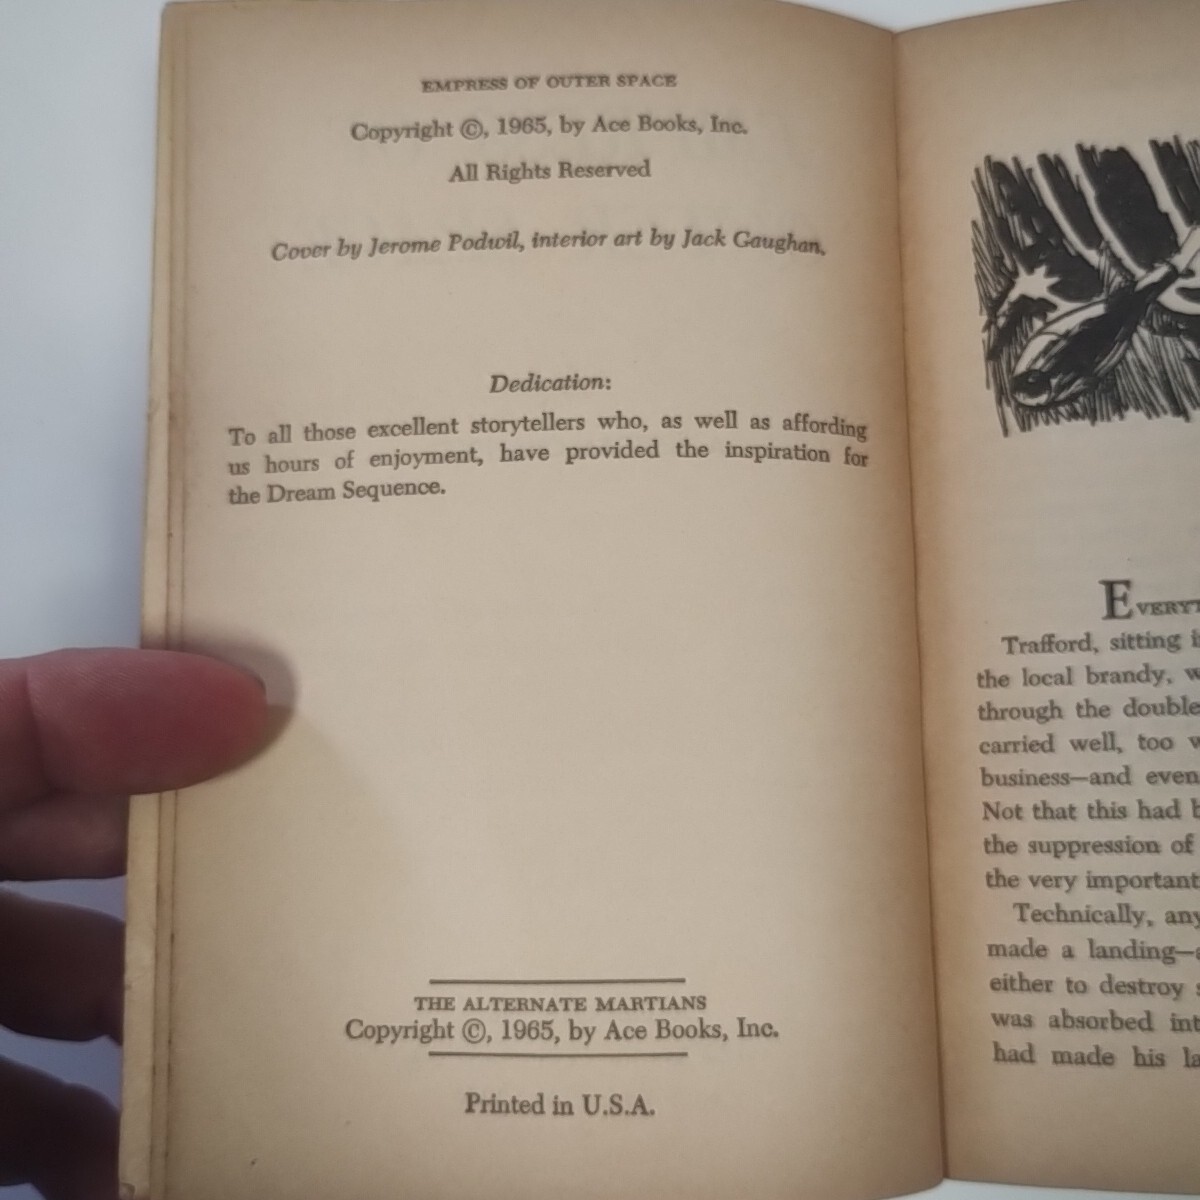 EMPRESS OF OUTER SPACE
Copyright ©, 1965, by Ace Books, Inc.
All Rights Reserved
Cover by Jerome Podwil, interior art by Jack Gaughan.
Dedication:
To all those excellent storytellers who, as well as affording
us hours of enjoyment, have provided the inspiration for
the Dream Sequence.
THE ALTERNATE MARTIANS
Copyright ©, 1965, by Ace Books, Inc.
Printed in U.S.A.
Trafford, sitting
the local brandy,
through the double
carried well, too
business—and even
Not that this had
the suppression of
the very important
Technically,
made a landing—
either to destroy
was absorbed
had made his